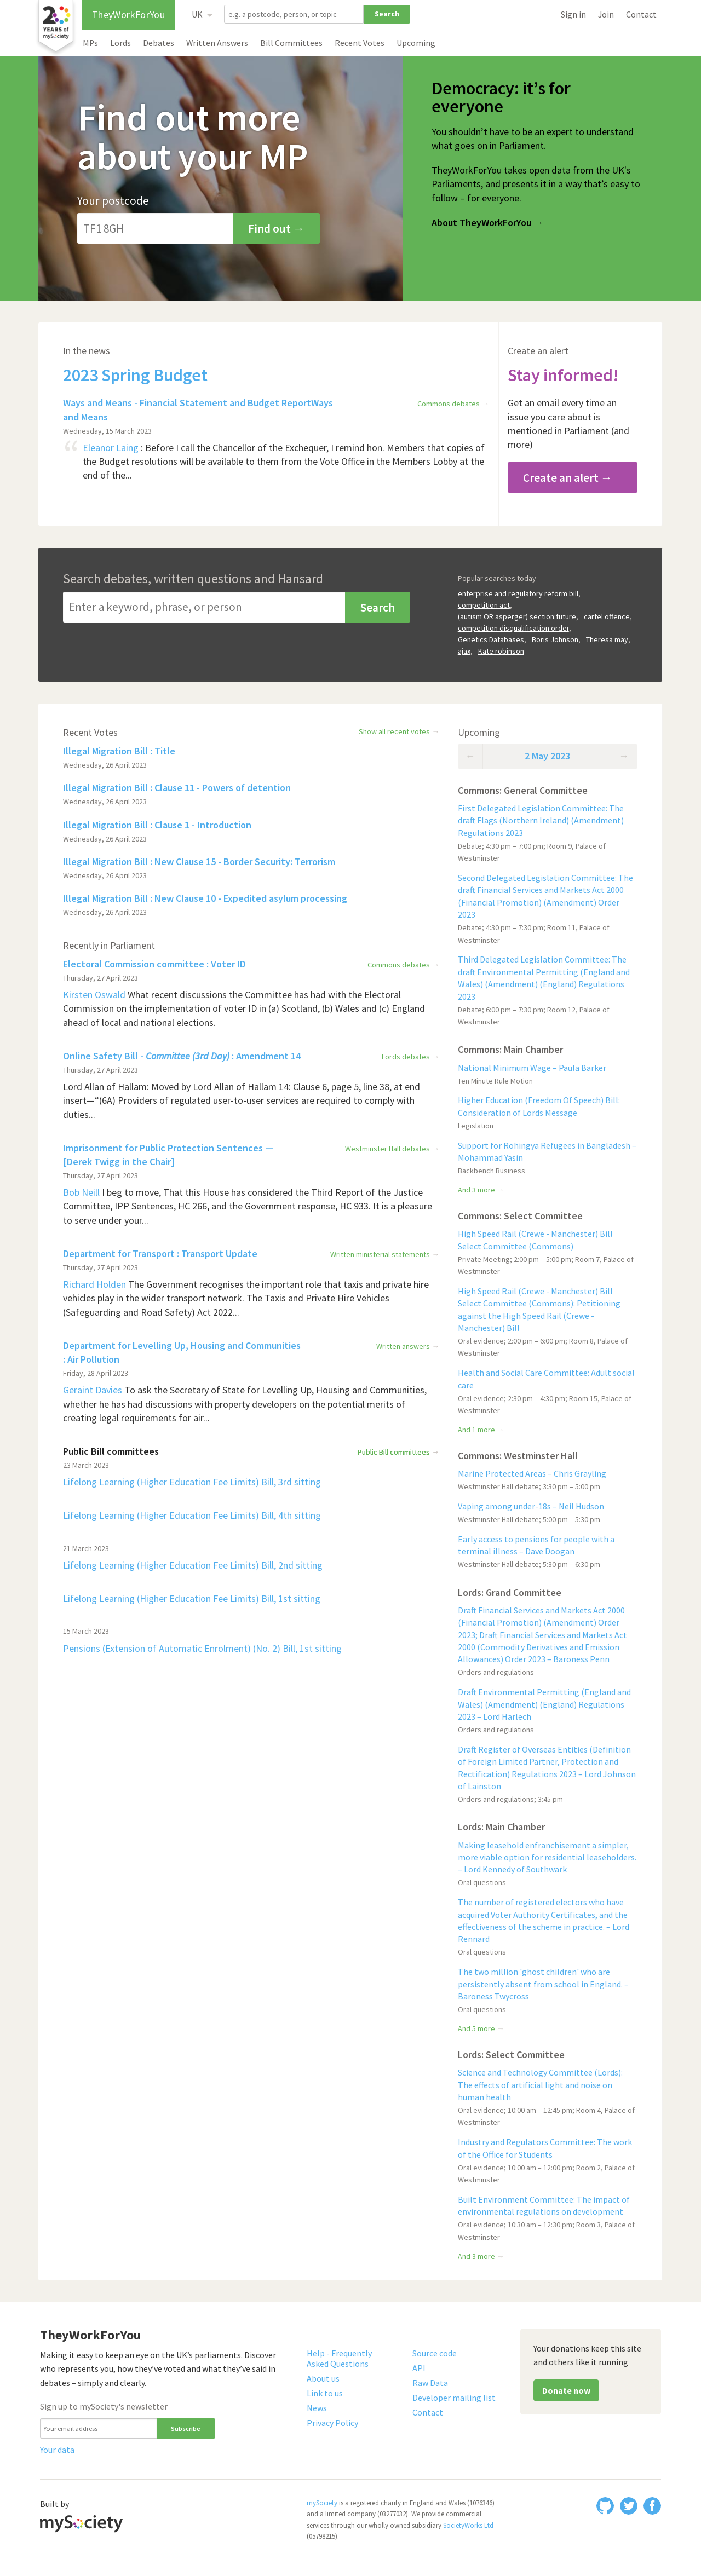 20
YEARS of
mySociety
TheyWorkForYou
UK
e.g. a postcode, person, or topic
Search
Sign in
Join
Contact
MPs
Lords
Debates
Written Answers
Bill Committees
Recent Votes
Upcoming
Find out more
about your MP
Your postcode
TF1 8GH
Find out →
Democracy: it’s for
everyone
You shouldn’t have to be an expert to understand
what goes on in Parliament.
TheyWorkForYou takes open data from the UK's
Parliaments, and presents it in a way that’s easy to
follow – for everyone.
About TheyWorkForYou →
In the news
2023 Spring Budget
Ways and Means - Financial Statement and Budget ReportWays
and Means
Commons debates →
Wednesday, 15 March 2023
“
Eleanor Laing : Before I call the Chancellor of the Exchequer, I remind hon. Members that copies of
the Budget resolutions will be available to them from the Vote Office in the Members Lobby at the
end of the...
Create an alert
Stay informed!
Get an email every time an
issue you care about is
mentioned in Parliament (and
more)
Create an alert →
Search debates, written questions and Hansard
Enter a keyword, phrase, or person
Search
Popular searches today
enterprise and regulatory reform bill,
competition act,
(autism OR asperger) section:future, cartel offence,
competition disqualification order,
Genetics Databases, Boris Johnson, Theresa may,
ajax, Kate robinson
Recent Votes
Show all recent votes →
Illegal Migration Bill : Title
Wednesday, 26 April 2023
Illegal Migration Bill : Clause 11 - Powers of detention
Wednesday, 26 April 2023
Illegal Migration Bill : Clause 1 - Introduction
Wednesday, 26 April 2023
Illegal Migration Bill : New Clause 15 - Border Security: Terrorism
Wednesday, 26 April 2023
Illegal Migration Bill : New Clause 10 - Expedited asylum processing
Wednesday, 26 April 2023
Recently in Parliament
Electoral Commission committee : Voter ID
Commons debates →
Thursday, 27 April 2023
Kirsten Oswald What recent discussions the Committee has had with the Electoral
Commission on the implementation of voter ID in (a) Scotland, (b) Wales and (c) England
ahead of local and national elections.
Online Safety Bill - Committee (3rd Day) : Amendment 14
Lords debates →
Thursday, 27 April 2023
Lord Allan of Hallam: Moved by Lord Allan of Hallam 14: Clause 6, page 5, line 38, at end
insert—“(6A) Providers of regulated user-to-user services are required to comply with
duties...
Imprisonment for Public Protection Sentences —
[Derek Twigg in the Chair]
Westminster Hall debates →
Thursday, 27 April 2023
Bob Neill I beg to move, That this House has considered the Third Report of the Justice
Committee, IPP Sentences, HC 266, and the Government response, HC 933. It is a pleasure
to serve under your...
Department for Transport : Transport Update
Written ministerial statements →
Thursday, 27 April 2023
Richard Holden The Government recognises the important role that taxis and private hire
vehicles play in the wider transport network. The Taxis and Private Hire Vehicles
(Safeguarding and Road Safety) Act 2022...
Department for Levelling Up, Housing and Communities
: Air Pollution
Written answers →
Friday, 28 April 2023
Geraint Davies To ask the Secretary of State for Levelling Up, Housing and Communities,
whether he has had discussions with property developers on the potential merits of
creating legal requirements for air...
Public Bill committees
Public Bill committees →
23 March 2023
Lifelong Learning (Higher Education Fee Limits) Bill, 3rd sitting
Lifelong Learning (Higher Education Fee Limits) Bill, 4th sitting
21 March 2023
Lifelong Learning (Higher Education Fee Limits) Bill, 2nd sitting
Lifelong Learning (Higher Education Fee Limits) Bill, 1st sitting
15 March 2023
Pensions (Extension of Automatic Enrolment) (No. 2) Bill, 1st sitting
Upcoming
← 2 May 2023 →
Commons: General Committee
First Delegated Legislation Committee: The
draft Flags (Northern Ireland) (Amendment)
Regulations 2023
Debate; 4:30 pm – 7:00 pm; Room 9, Palace of
Westminster
Second Delegated Legislation Committee: The
draft Financial Services and Markets Act 2000
(Financial Promotion) (Amendment) Order
2023
Debate; 4:30 pm – 7:30 pm; Room 11, Palace of
Westminster
Third Delegated Legislation Committee: The
draft Environmental Permitting (England and
Wales) (Amendment) (England) Regulations
2023
Debate; 6:00 pm – 7:30 pm; Room 12, Palace of
Westminster
Commons: Main Chamber
National Minimum Wage – Paula Barker
Ten Minute Rule Motion
Higher Education (Freedom Of Speech) Bill:
Consideration of Lords Message
Legislation
Support for Rohingya Refugees in Bangladesh –
Mohammad Yasin
Backbench Business
And 3 more →
Commons: Select Committee
High Speed Rail (Crewe - Manchester) Bill
Select Committee (Commons)
Private Meeting; 2:00 pm – 5:00 pm; Room 7, Palace of
Westminster
High Speed Rail (Crewe - Manchester) Bill
Select Committee (Commons): Petitioning
against the High Speed Rail (Crewe -
Manchester) Bill
Oral evidence; 2:00 pm – 6:00 pm; Room 8, Palace of
Westminster
Health and Social Care Committee: Adult social
care
Oral evidence; 2:30 pm – 4:30 pm; Room 15, Palace of
Westminster
And 1 more →
Commons: Westminster Hall
Marine Protected Areas – Chris Grayling
Westminster Hall debate; 3:30 pm – 5:00 pm
Vaping among under-18s – Neil Hudson
Westminster Hall debate; 5:00 pm – 5:30 pm
Early access to pensions for people with a
terminal illness – Dave Doogan
Westminster Hall debate; 5:30 pm – 6:30 pm
Lords: Grand Committee
Draft Financial Services and Markets Act 2000
(Financial Promotion) (Amendment) Order
2023; Draft Financial Services and Markets Act
2000 (Commodity Derivatives and Emission
Allowances) Order 2023 – Baroness Penn
Orders and regulations
Draft Environmental Permitting (England and
Wales) (Amendment) (England) Regulations
2023 – Lord Harlech
Orders and regulations
Draft Register of Overseas Entities (Definition
of Foreign Limited Partner, Protection and
Rectification) Regulations 2023 – Lord Johnson
of Lainston
Orders and regulations; 3:45 pm
Lords: Main Chamber
Making leasehold enfranchisement a simpler,
more viable option for residential leaseholders.
– Lord Kennedy of Southwark
Oral questions
The number of registered electors who have
acquired Voter Authority Certificates, and the
effectiveness of the scheme in practice. – Lord
Rennard
Oral questions
The two million 'ghost children' who are
persistently absent from school in England. –
Baroness Twycross
Oral questions
And 5 more →
Lords: Select Committee
Science and Technology Committee (Lords):
The effects of artificial light and noise on
human health
Oral evidence; 10:00 am – 12:45 pm; Room 4, Palace of
Westminster
Industry and Regulators Committee: The work
of the Office for Students
Oral evidence; 10:00 am – 12:00 pm; Room 2, Palace of
Westminster
Built Environment Committee: The impact of
environmental regulations on development
Oral evidence; 10:30 am – 12:30 pm; Room 3, Palace of
Westminster
And 3 more →
TheyWorkForYou
Making it easy to keep an eye on the UK’s parliaments. Discover
who represents you, how they’ve voted and what they’ve said in
debates – simply and clearly.
Sign up to mySociety's newsletter
Your email address
Subscribe
Your data
Help - Frequently
Asked Questions
About us
Link to us
News
Privacy Policy
Source code
API
Raw Data
Developer mailing list
Contact
Your donations keep this site
and others like it running
Donate now
Built by
mySociety
mySociety is a registered charity in England and Wales (1076346)
and a limited company (03277032). We provide commercial
services through our wholly owned subsidiary SocietyWorks Ltd
(05798215).